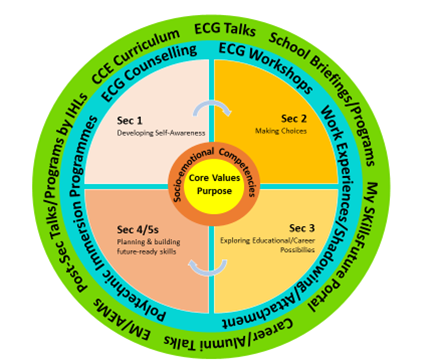 CCE Curriculum
ECG Talks
School Briefings/Programs
My SkillsFuture Portal
Career/Alumni Talks
EM/AEMs
Post-Sec Talks/Programs by IHLs
ECG Counselling
ECG Workshops
Work Experiences/Shadowing/Attachment
Polytechnic Immersion Programmes
Sec 1
Developing Self-Awareness
Sec 2
Making Choices
Socio-emotional Competencies
Core Values
Purpose
Sec 4/5s
Planning & building
future-ready skills
Sec 3
Exploring Educational/Career
Possibilies